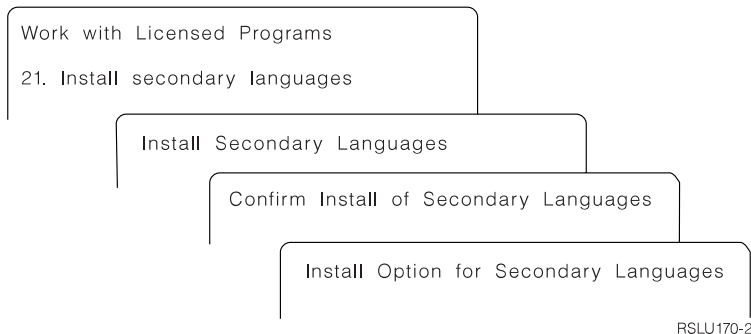 Work with Licensed Programs
21. Install secondary languages
Install Secondary Languages
Confirm Install of Secondary Languages
Install Option for Secondary Languages
RSLU170-2